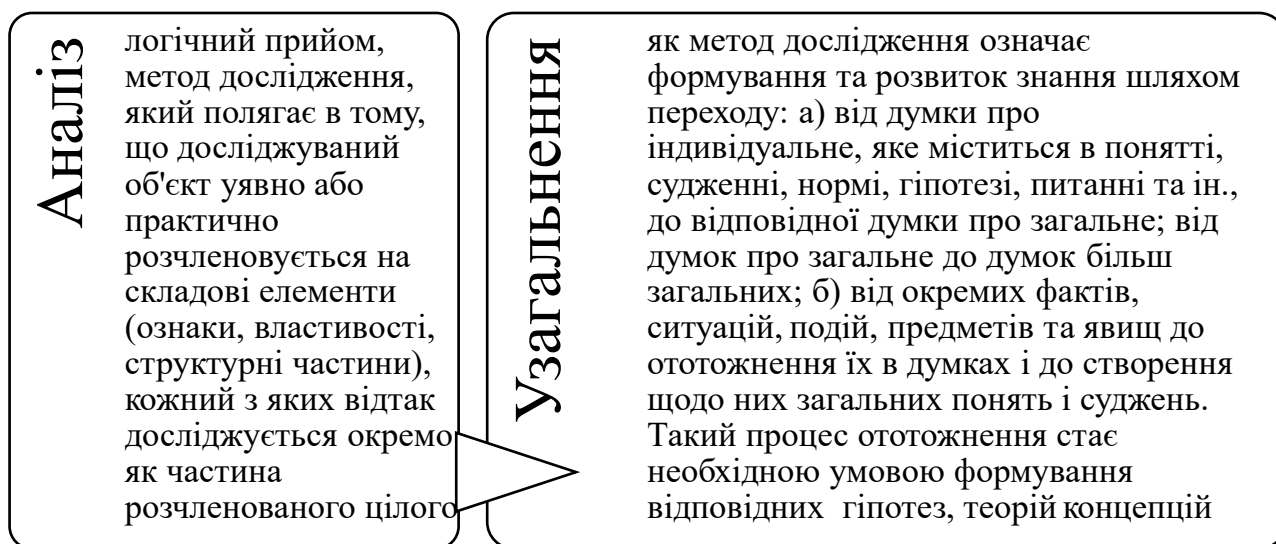 Аналіз
логічний прийом,
метод дослідження,
який полягає в тому,
що досліджуваний
об'єкт уявно або
практично
розчленовується на
складові елементи
(ознаки, властивості,
структурні частини),
кожний з яких відтак
досліджується окремо
як частина
розчленованого цілого
Узагальнення
як метод дослідження означає
формування та розвиток знання шляхом
переходу: а) від думки про
індивідуальне, яке міститься в понятті,
судженні, нормі, гіпотезі, питанні та ін.,
до відповідної думки про загальне; від
думок про загальне до думок більш
загальних; б) від окремих фактів,
ситуацій, подій, предметів та явищ до
ототожнення їх в думках і до створення
щодо них загальних понять і суджень.
Такий процес ототожнення стає
необхідною умовою формування
відповідних гіпотез, теорій концепцій